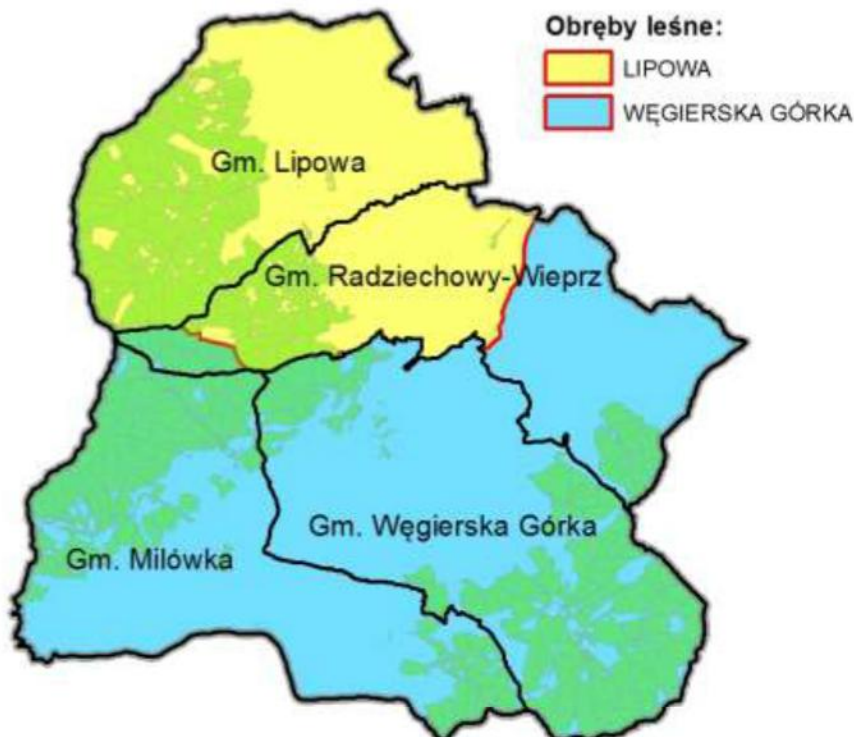 Obręby leśne:
LIPOWA
WĘGIERSKA GÓRKA
Gm. Lipowa
Gm. Radziechowy-Wieprz
Gm. Węgierska Górka
Gm. Milówka